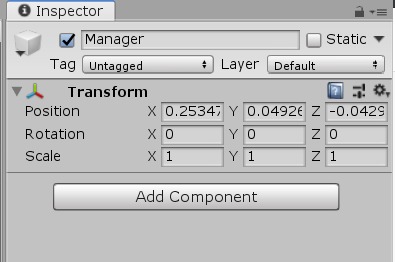 Inspector
Manager Static
Tag Untagged Layer Default
Transform
Position X 0.25347 Y 0.04926 Z -0.0429
Rotation X 0 Y 0 Z 0
Scale X 1 Y 1 Z 1
Add Component